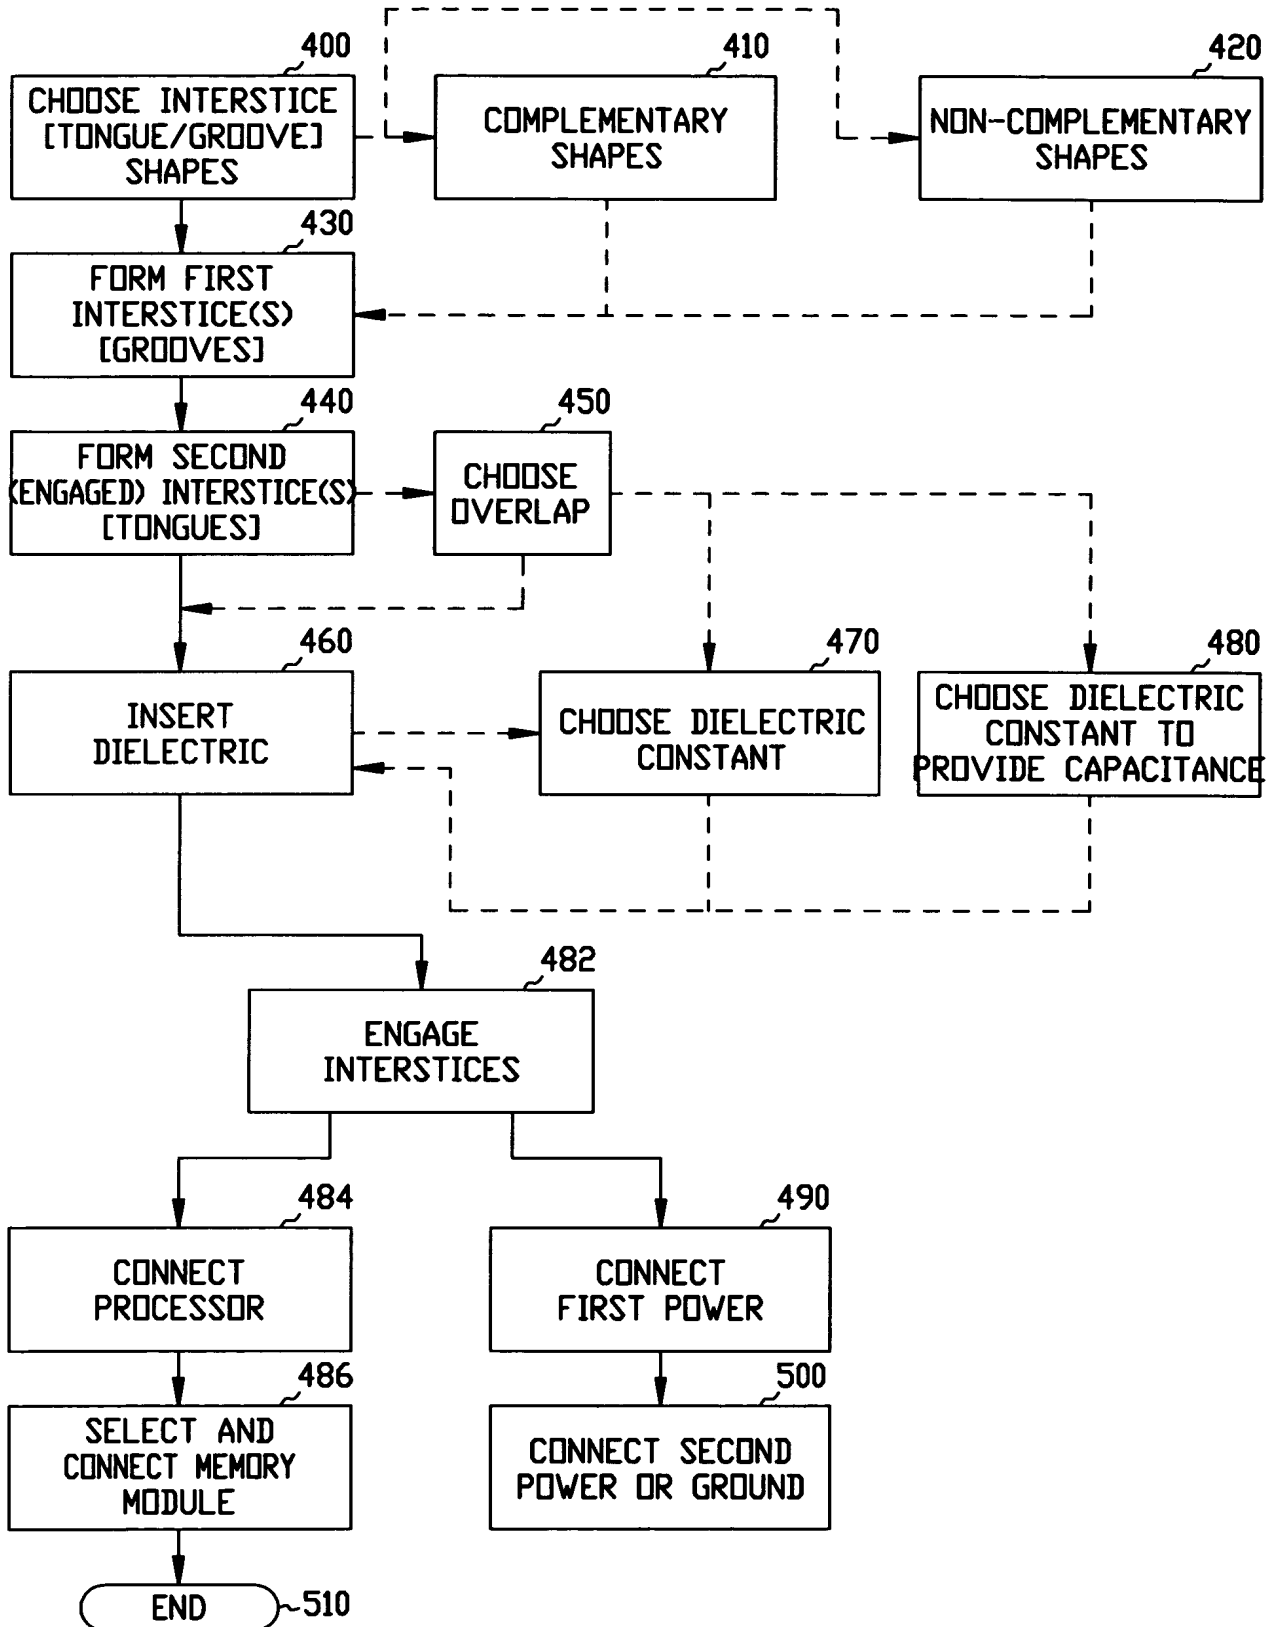 400
CHOOSE INTERSTICE
[TONGUE/GROOVE]
SHAPES
410
COMPLEMENTARY
SHAPES
420
NON-COMPLEMENTARY
SHAPES
430
FORM FIRST
INTERSTICE(S)
[GROOVES]
440
FORM SECOND
(ENGAGED) INTERSTICE(S)
[TONGUES]
450
CHOOSE
OVERLAP
460
INSERT
DIELECTRIC
470
CHOOSE DIELECTRIC
CONSTANT
480
CHOOSE DIELECTRIC
CONSTANT TO
PROVIDE CAPACITANCE
482
ENGAGE
INTERSTICES
484
CONNECT
PROCESSOR
490
CONNECT
FIRST POWER
486
SELECT AND
CONNECT MEMORY
MODULE
500
CONNECT SECOND
POWER OR GROUND
END
510